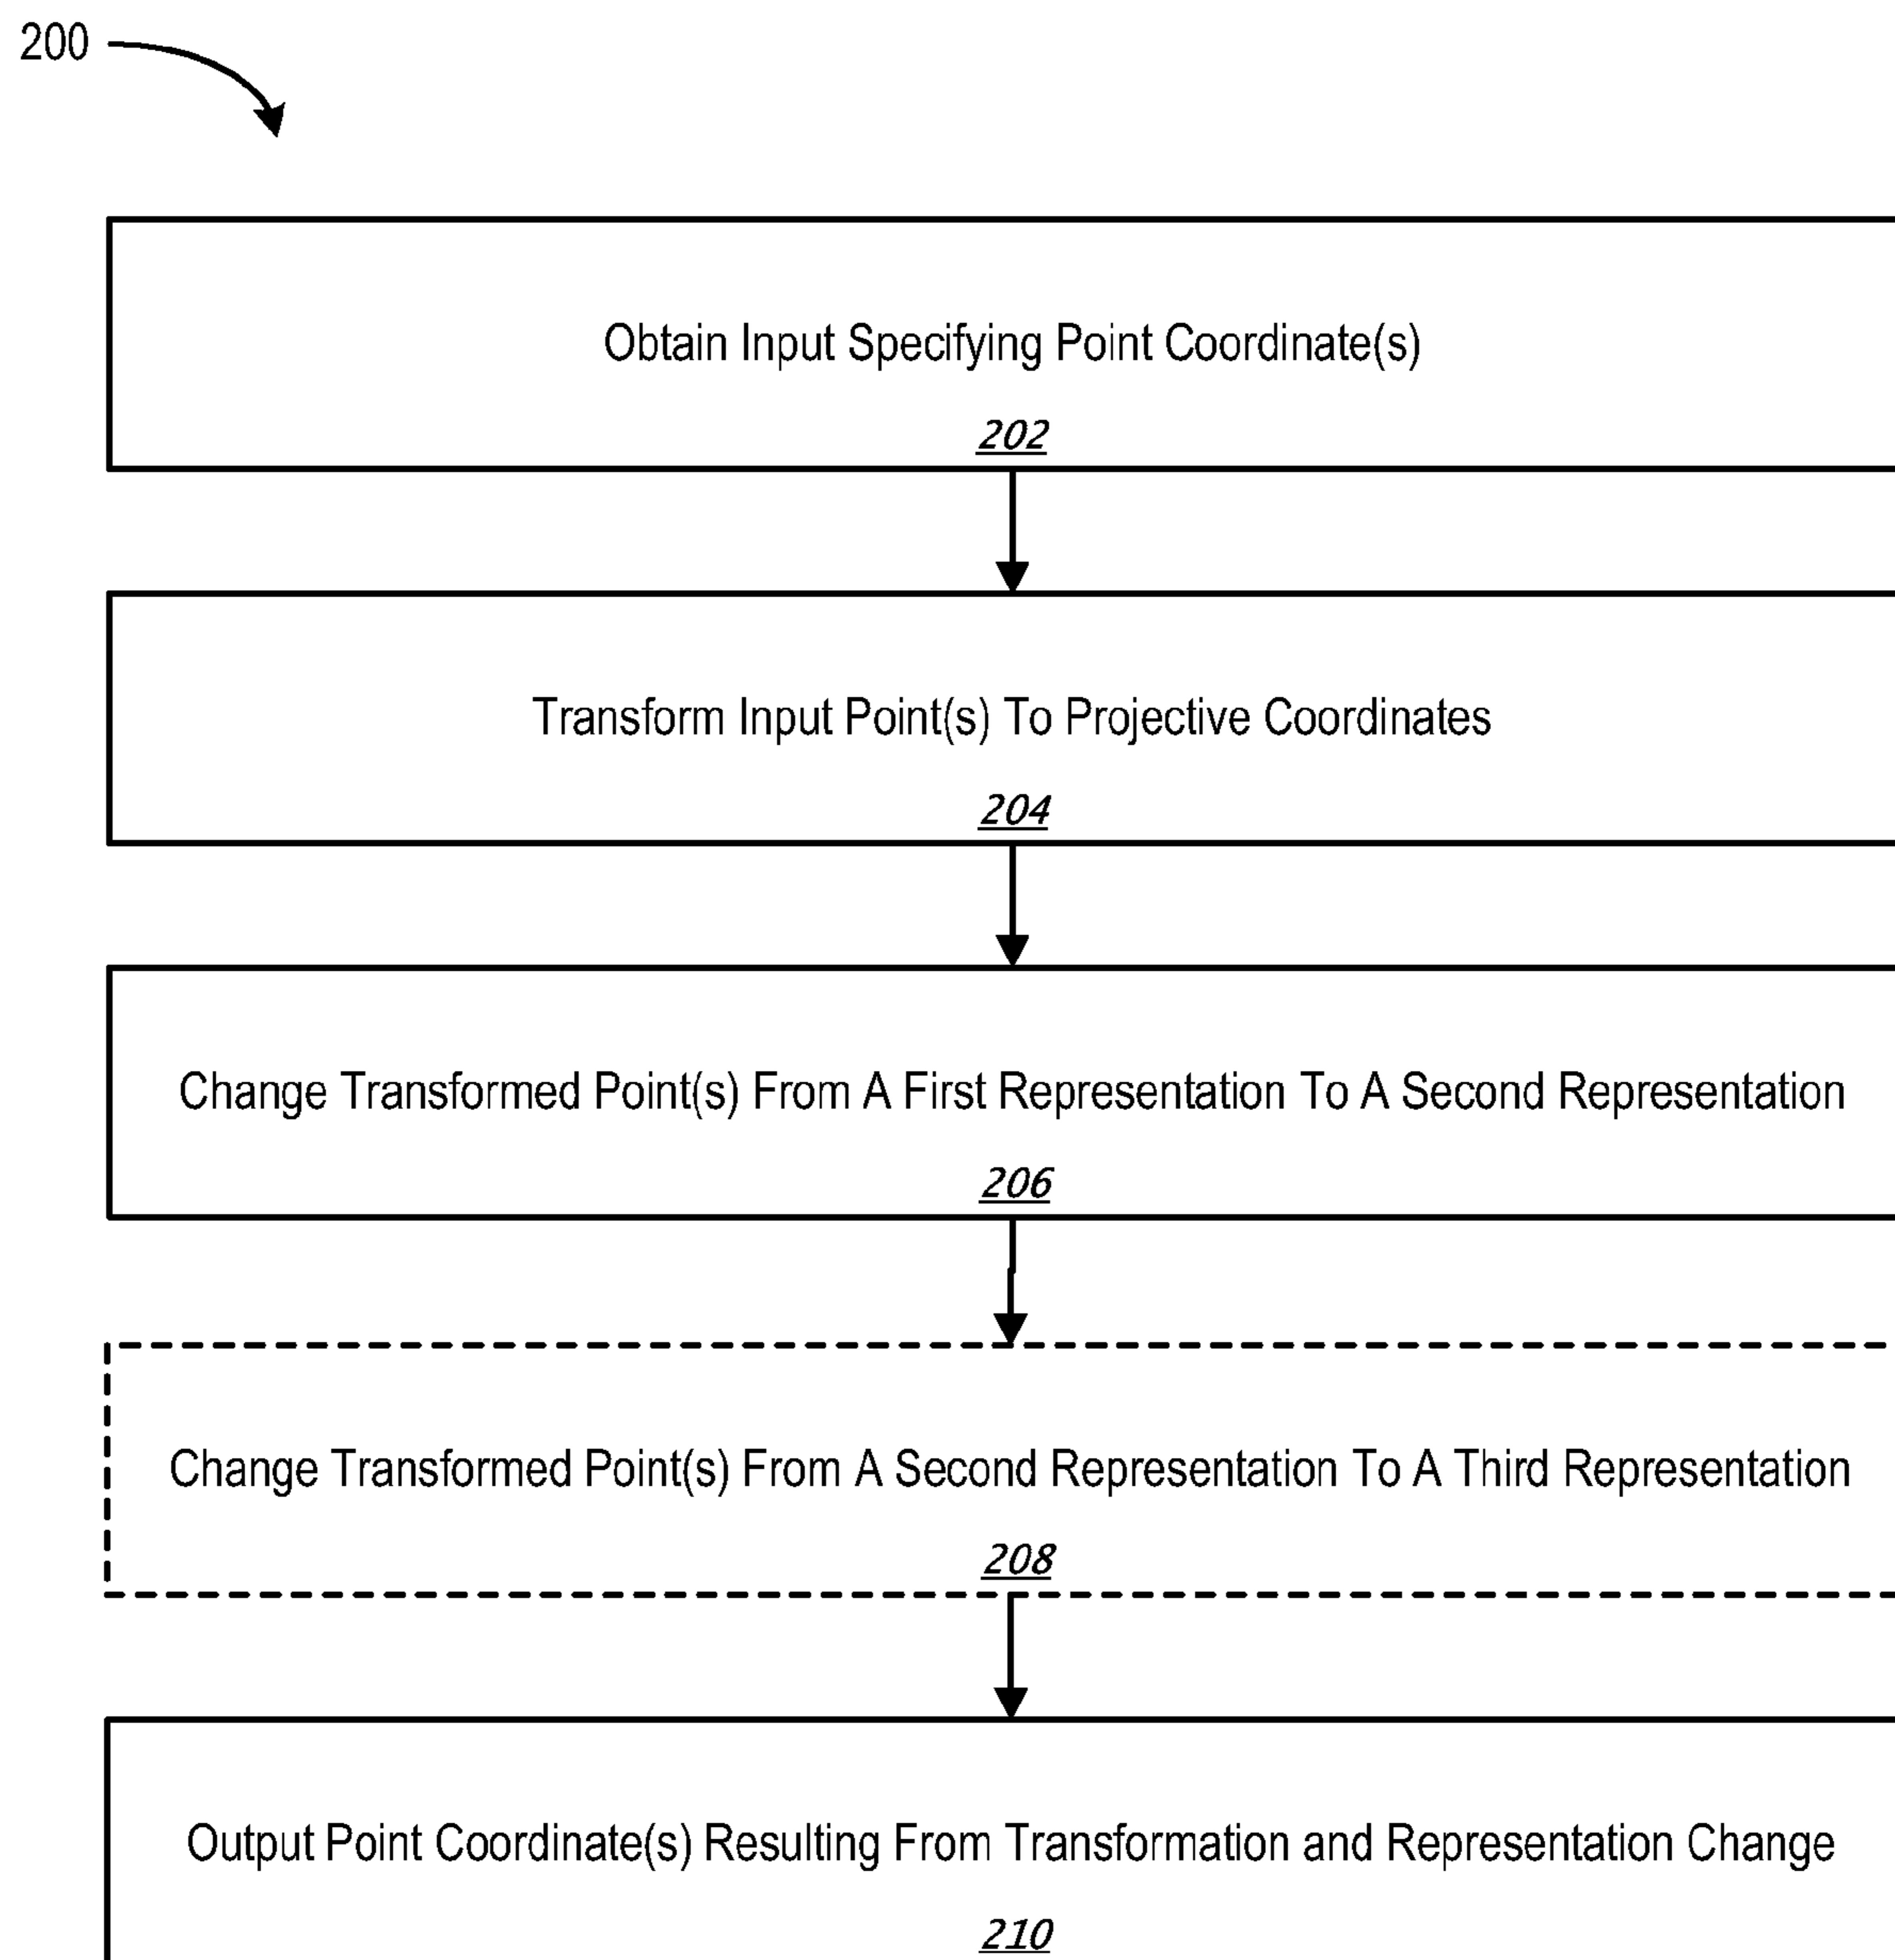 200
Obtain Input Specifying Point Coordinate(s)
202
Transform Input Point(s) To Projective Coordinates
204
Change Transformed Point(s) From A First Representation To A Second Representation
206
Change Transformed Point(s) From A Second Representation To A Third Representation
208
Output Point Coordinate(s) Resulting From Transformation and Representation Change
210